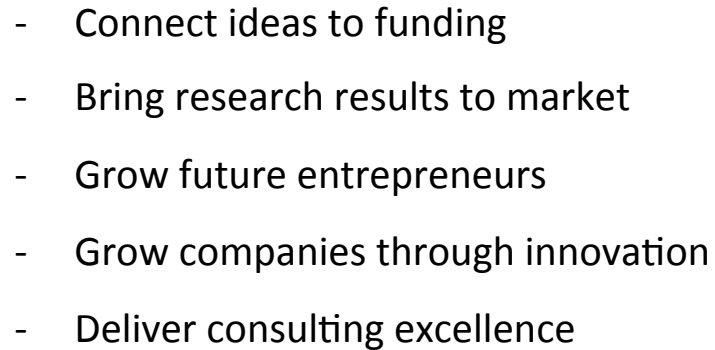 - Connect ideas to funding
- Bring research results to market
- Grow future entrepreneurs
- Grow companies through innovation
- Deliver consulting excellence